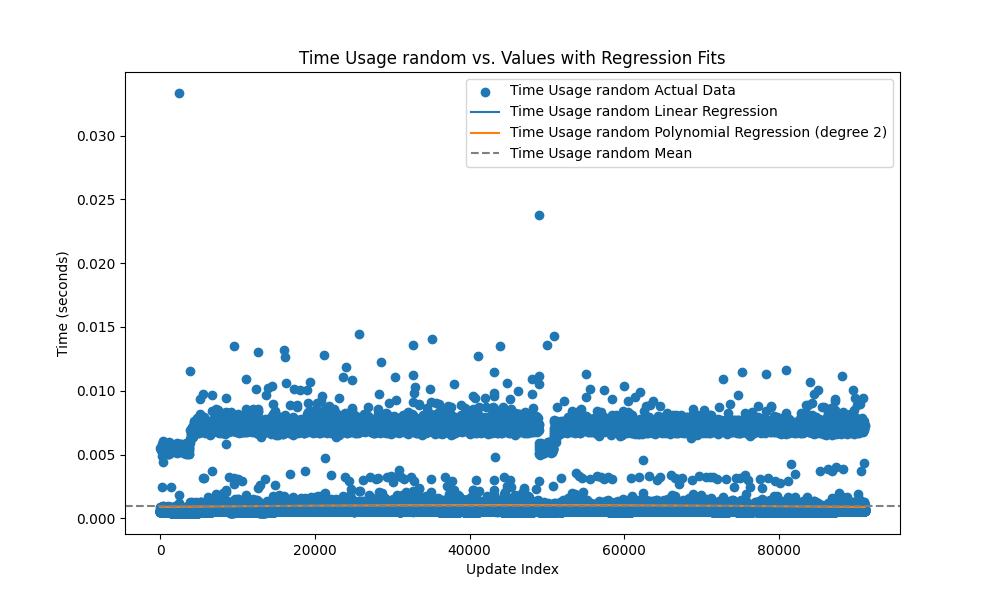 Time Usage random vs. Values with Regression Fits
Time Usage random Actual Data
Time Usage random Linear Regression
Time Usage random Polynomial Regression (degree 2)
Time Usage random Mean
Time (seconds)
0.030
0.025
0.020
0.015
0.010
0.005
0.000
0 20000 40000 60000 80000
Update Index